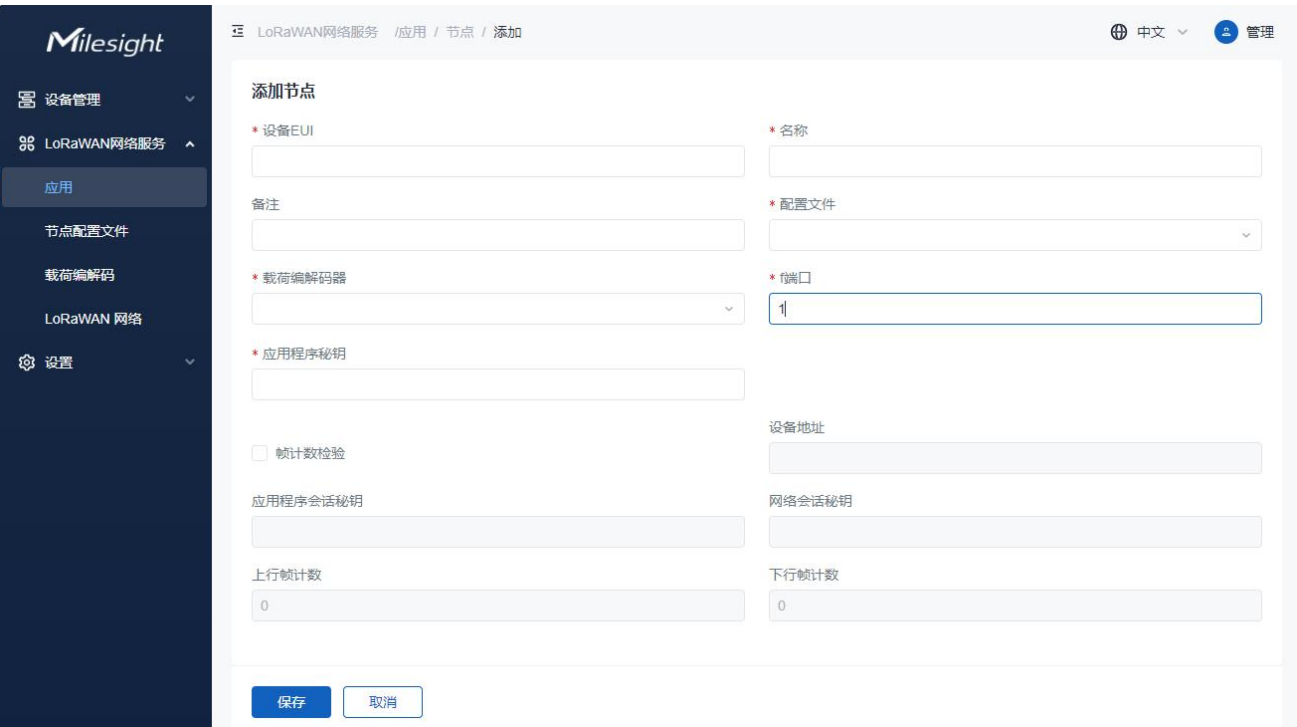 Milesight
设备管理
LoRaWAN网络服务
应用
节点配置文件
载荷编解码
LoRaWAN 网络
设置
LoRaWAN网络服务 /应用 / 节点 / 添加
中文
管理
添加节点
* 设备EUI
* 名称
备注
* 配置文件
* 载荷编解码器
* f端口
1
* 应用程序秘钥
帧计数检验
设备地址
应用程序会话秘钥
网络会话秘钥
上行帧计数
下行帧计数
0
0
保存
取消